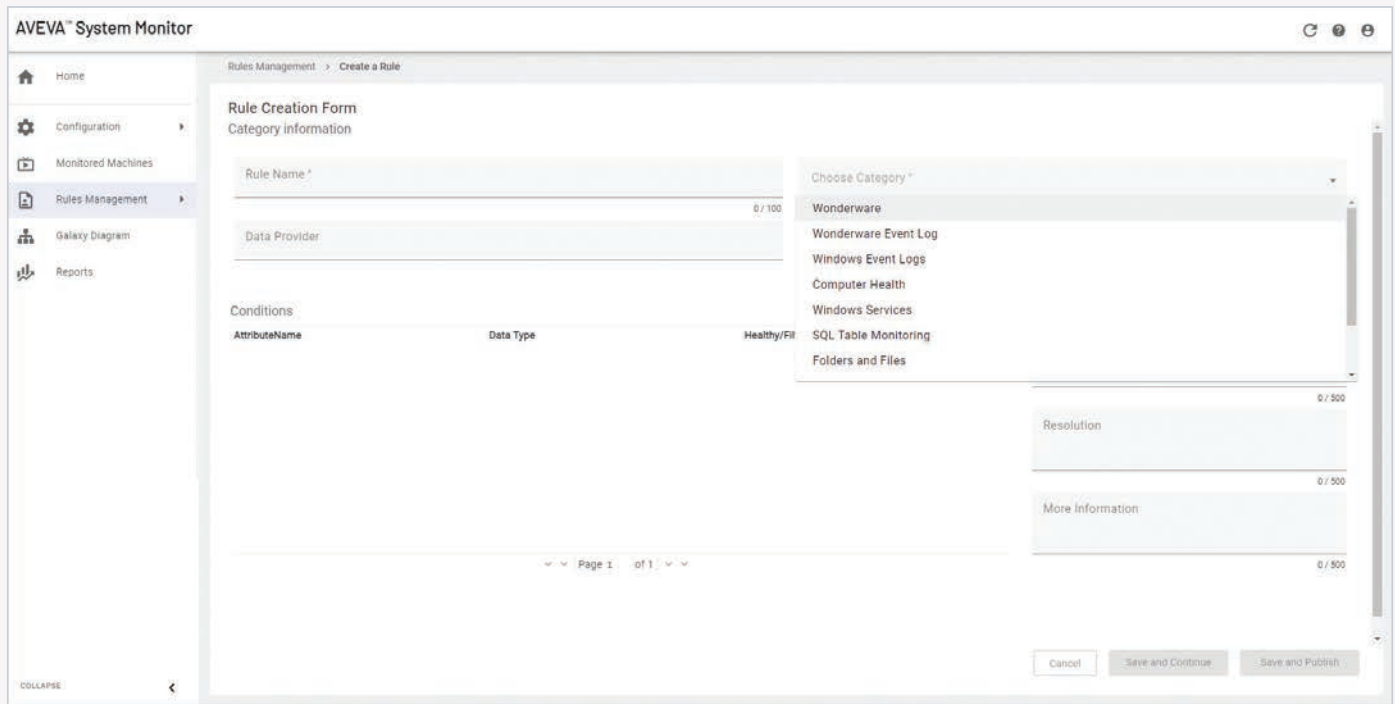 AVEVA™ System Monitor
Home
Configuration
Monitored Machines
Rules Management
Galaxy Diagram
Reports
COLLAPSE
Rules Management > Create a Rule
Rule Creation Form
Category information
Rule Name *
0 / 100
Data Provider
Choose Category *
Wonderware
Wonderware Event Log
Windows Event Logs
Computer Health
Windows Services
SQL Table Monitoring
Folders and Files
Conditions
AttributeName Data Type Healthy/Fil
0 / 500
Resolution
0 / 500
More Information
0 / 500
Page 1 of 1
Cancel Save and Continue Save and Publish